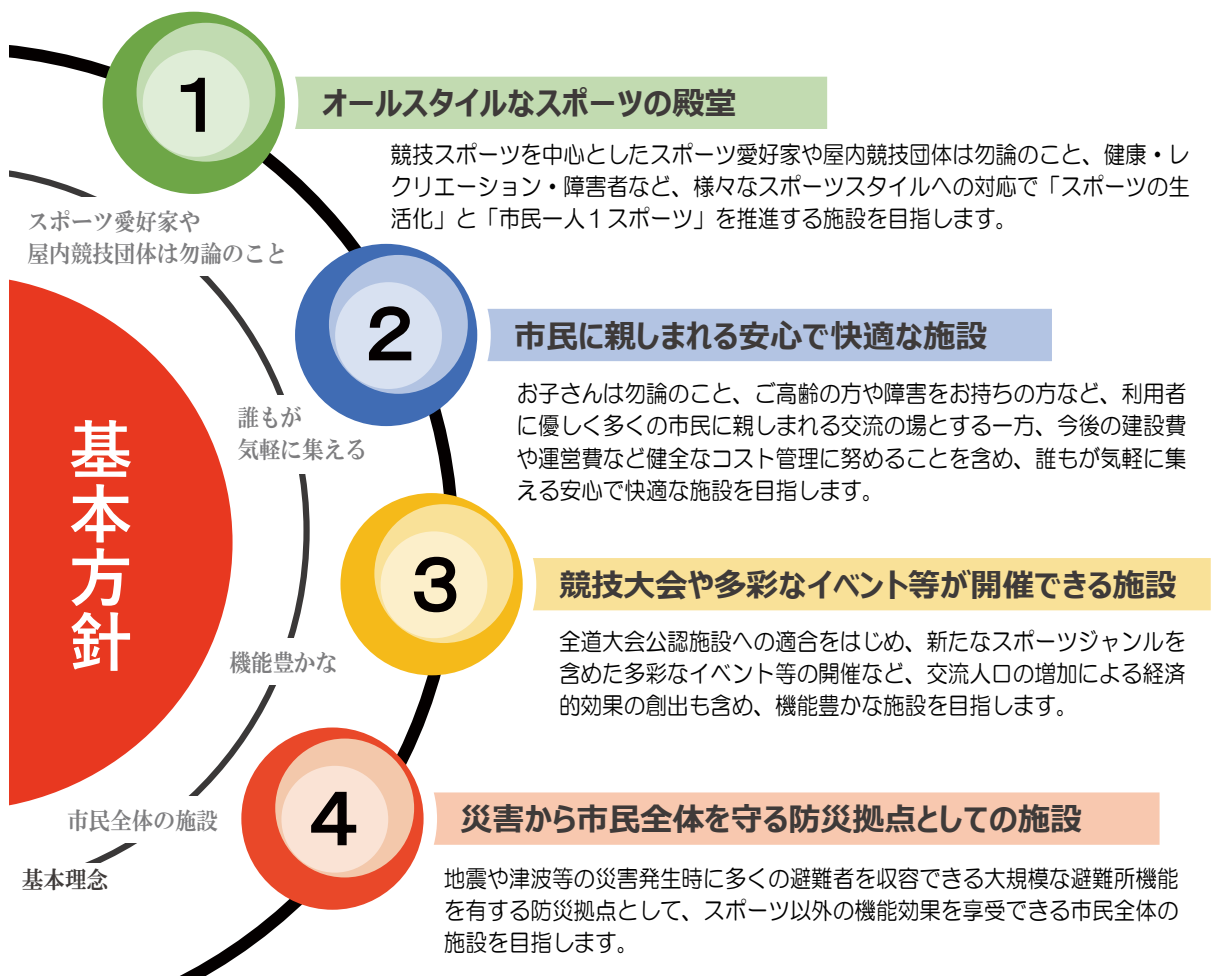 基本方針
スポーツ愛好家や
屋内競技団体は勿論のこと
誰もが
気軽に集える
機能豊かな
市民全体の施設
基本理念
1
オールスタイルなスポーツの殿堂
競技スポーツを中心としたスポーツ愛好家や屋内競技団体は勿論のこと、健康・レ
クリエーション・障害者など、様々なスポーツスタイルへの対応で「スポーツの生
活化」と「市民一人１スポーツ」を推進する施設を目指します。
2
市民に親しまれる安心で快適な施設
お子さんは勿論のこと、ご高齢の方や障害をお持ちの方など、利用者
に優しく多くの市民に親しまれる交流の場とする一方、今後の建設費
や運営費など健全なコスト管理に努めることを含め、誰もが気軽に集
える安心で快適な施設を目指します。
3
競技大会や多彩なイベント等が開催できる施設
全道大会公認施設への適合をはじめ、新たなスポーツジャンルを
含めた多彩なイベント等の開催など、交流人口の増加による経済
的効果の創出も含め、機能豊かな施設を目指します。
4
災害から市民全体を守る防災拠点としての施設
地震や津波等の災害発生時に多くの避難者を収容できる大規模な避難所機能
を有する防災拠点として、スポーツ以外の機能効果を享受できる市民全体の
施設を目指します。